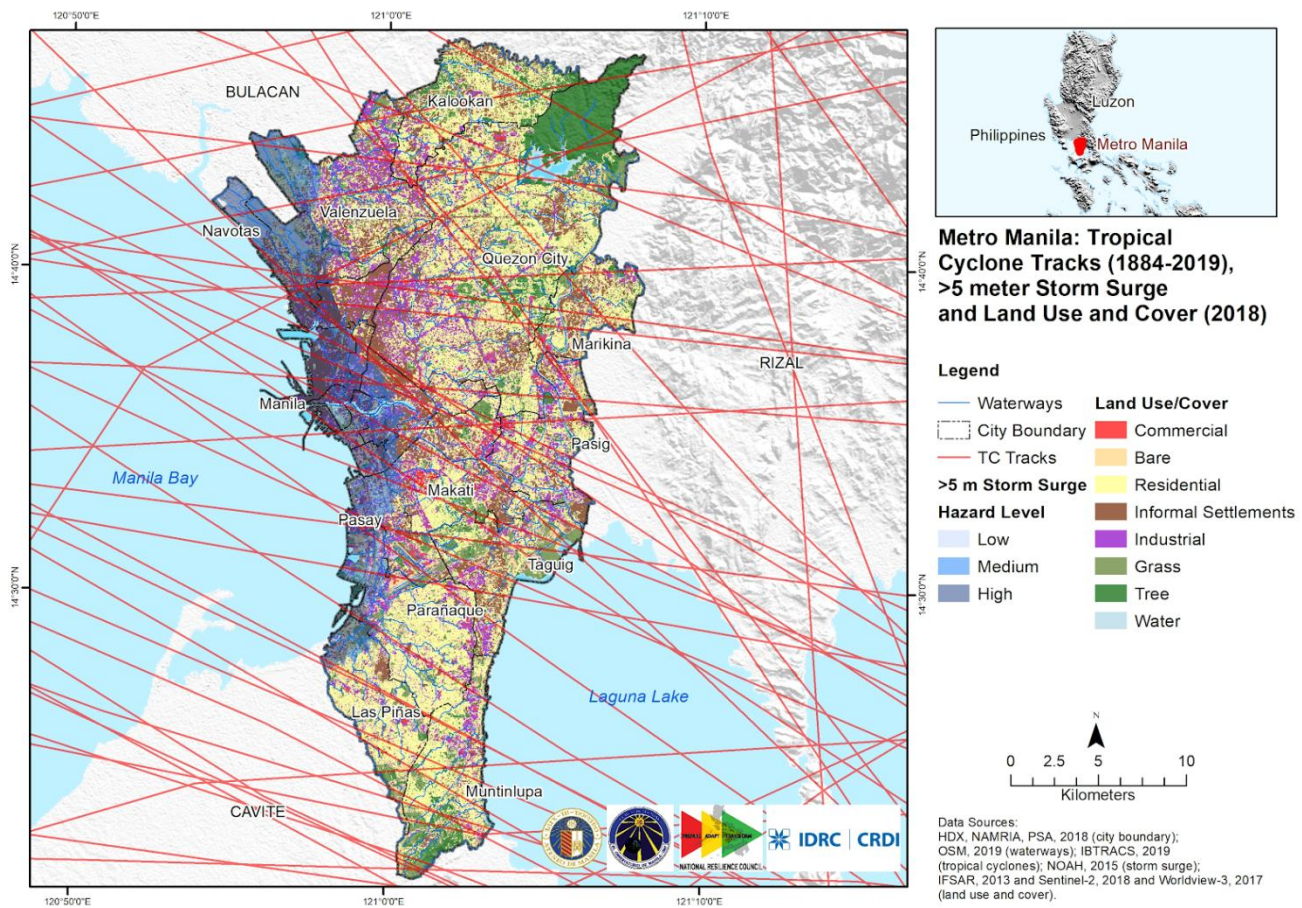 120°50'0"E
121°0'0"E
121°10'0"E
BULACAN
Kalookan
Valenzuela
Navotas
Quezon City
14°40'0"N
14°40'0"N
Marikina
RIZAL
Manila
Pasig
Manila Bay
Makati
Pasay
Taguig
14°30'0"N
14°30'0"N
Parañaque
Laguna Lake
Las Piñas
Muntinlupa
CAVITE
120°50'0"E
121°0'0"E
121°10'0"E
NATIONAL RESILIENCE COUNCIL
IDRC | CRDI
Luzon
Philippines
Metro Manila
Metro Manila: Tropical
Cyclone Tracks (1884-2019),
>5 meter Storm Surge
and Land Use and Cover (2018)
Legend
Waterways
City Boundary
TC Tracks
>5 m Storm Surge
Hazard Level
Low
Medium
High
Land Use/Cover
Commercial
Bare
Residential
Informal Settlements
Industrial
Grass
Tree
Water
N
0 2.5 5 10
Kilometers
Data Sources:
HDX, NAMRIA, PSA, 2018 (city boundary);
OSM, 2019 (waterways); IBTRACS, 2019
(tropical cyclones); NOAH, 2015 (storm surge);
IFSAR, 2013 and Sentinel-2, 2018 and Worldview-3, 2017
(land use and cover).